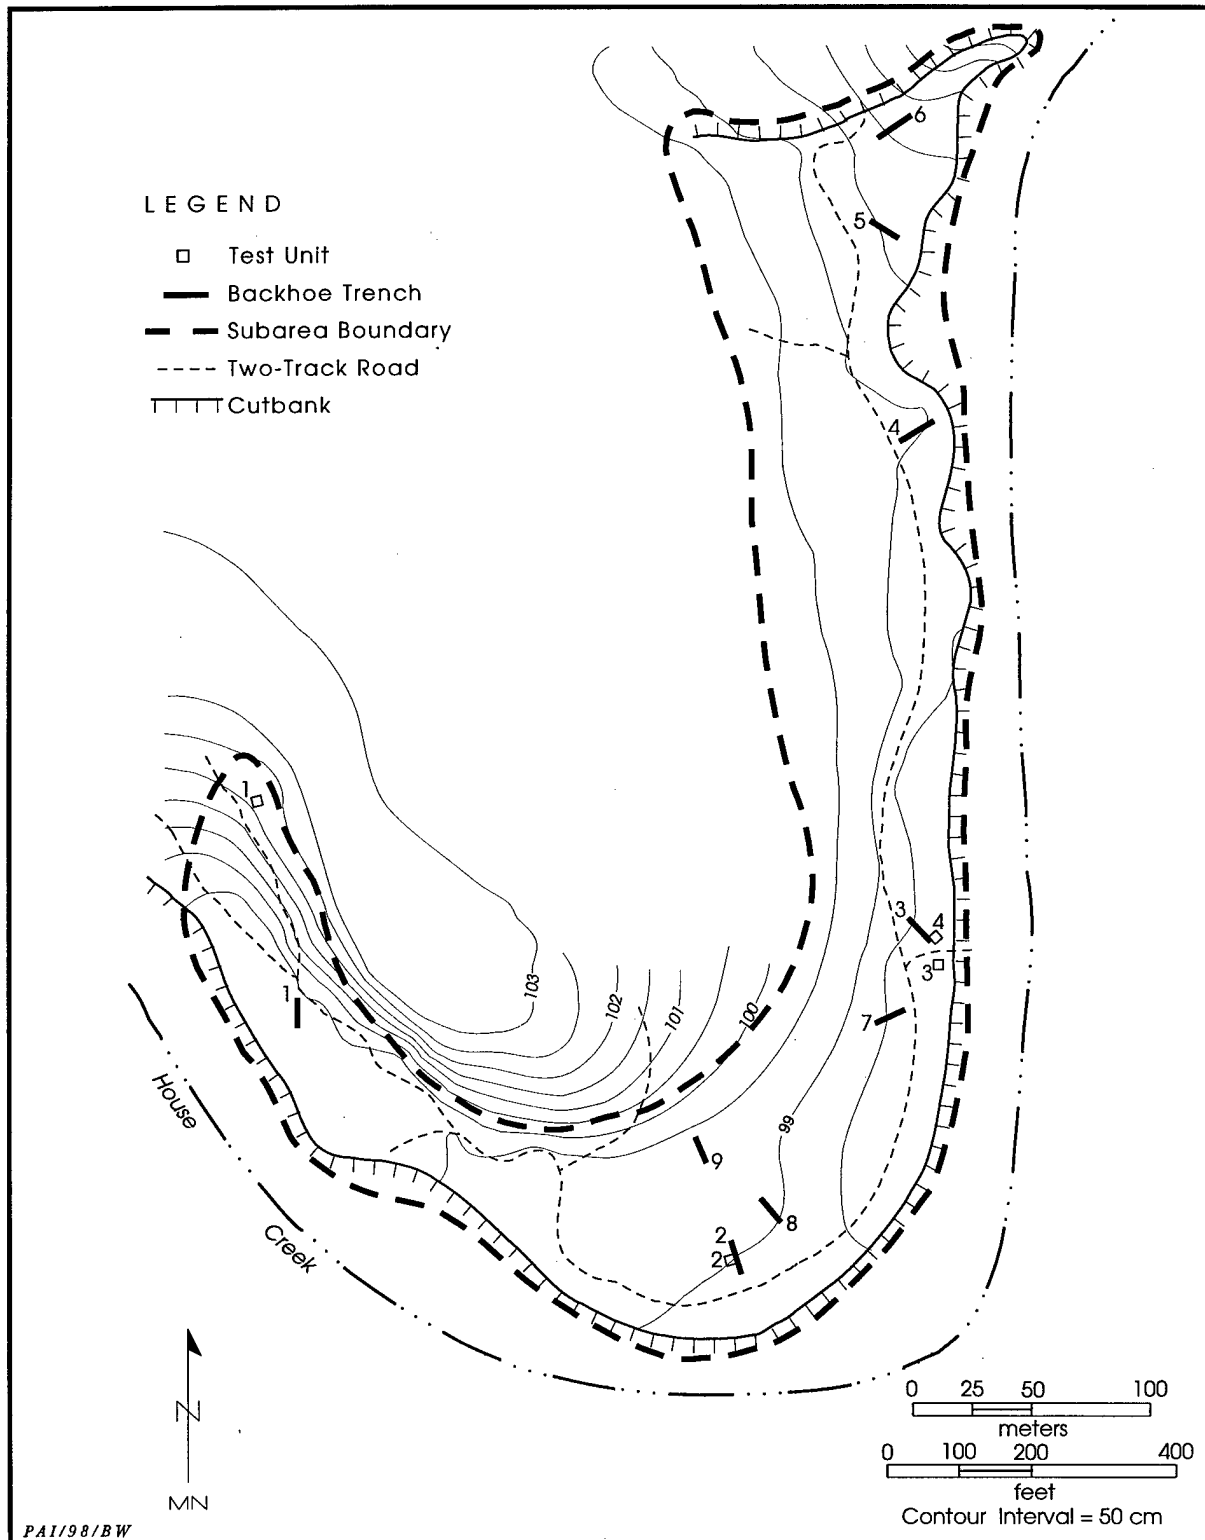 6
LEGEND
Test Unit
Backhoe Trench
Subarea Boundary
Two-Track Road
Cutbank
5
4
1
3
4
3
1
103
102
101
100
7
House
99
9
8
2
2
Creek
N
MN
0 25 50 100
meters
0 100 200 400
feet
Contour Interval = 50 cm
PAI/98/BW